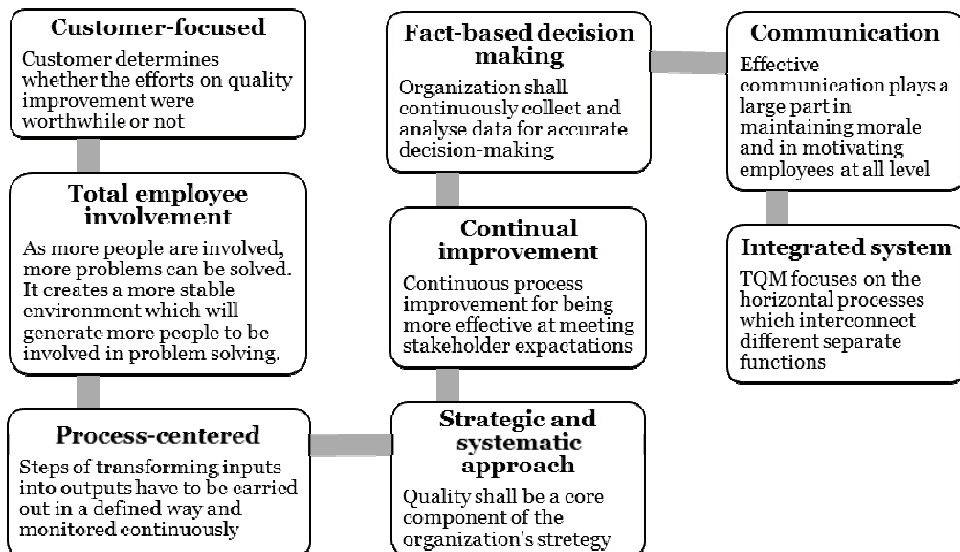 Customer-focused
Customer determines
whether the efforts on quality
improvement were
worthwhile or not
Total employee
involvement
As more people are involved,
more problems can be solved.
It creates a more stable
environment which will
generate more people to be
involved in problem solving.
Process-centered
Steps of transforming inputs
into outputs have to be carried
out in a defined way and
monitored continuously
Strategic and
systematic
approach
Quality shall be a core
component of the
organization's stretegy
Continual
improvement
Continuous process
improvement for being
more effective at meeting
stakeholder expactations
Fact-based decision
making
Organization shall
continuously collect and
analyse data for accurate
decision-making
Communication
Effective
communication plays a
large part in
maintaining morale
and in motivating
employees at all level
Integrated system
TQM focuses on the
horizontal processes
which interconnect
different separate
functions